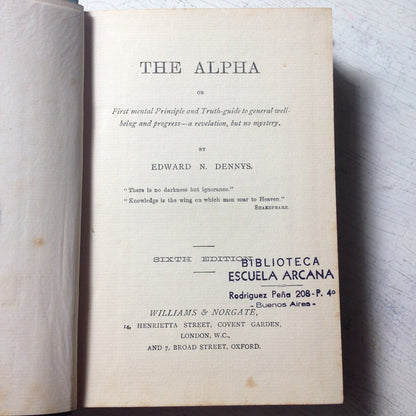 THE ALPHA
OR
First mental Principle and Truth-guide to general well-
being and progress—a revelation, but no mystery.
BY
EDWARD N. DENNYS.
"There is no darkness but ignorance."
"Knowledge is the wing on which men soar to Heaven."
SHAKSPEARE.
SIXTH EDITION
BIBLIOTECA
ESCUELA ARCANA
Rodriguez Peña 208-P. 4º
- Buenos Aires -
WILLIAMS & NORGATE,
14, HENRIETTA STREET, COVENT GARDEN,
LONDON, W.C.,
AND 7, BROAD STREET, OXFORD.